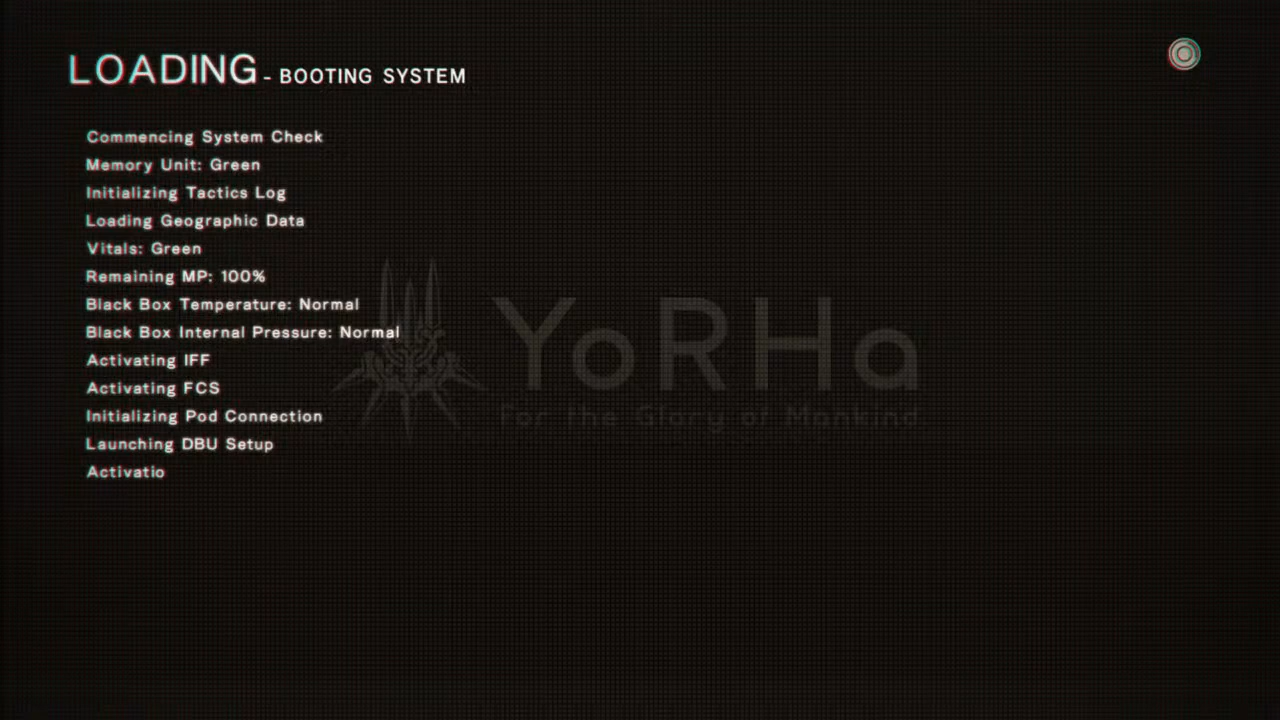 LOADING - BOOTING SYSTEM
Commencing System Check
Memory Unit: Green
Initializing Tactics Log
Loading Geographic Data
Vitals: Green
Remaining MP: 100%
Black Box Temperature: Normal
Black Box Internal Pressure: Normal
Activating IFF
Activating FCS
Initializing Pod Connection
Launching DBU Setup
Activatio
YoRHa
For the Glory of Mankind